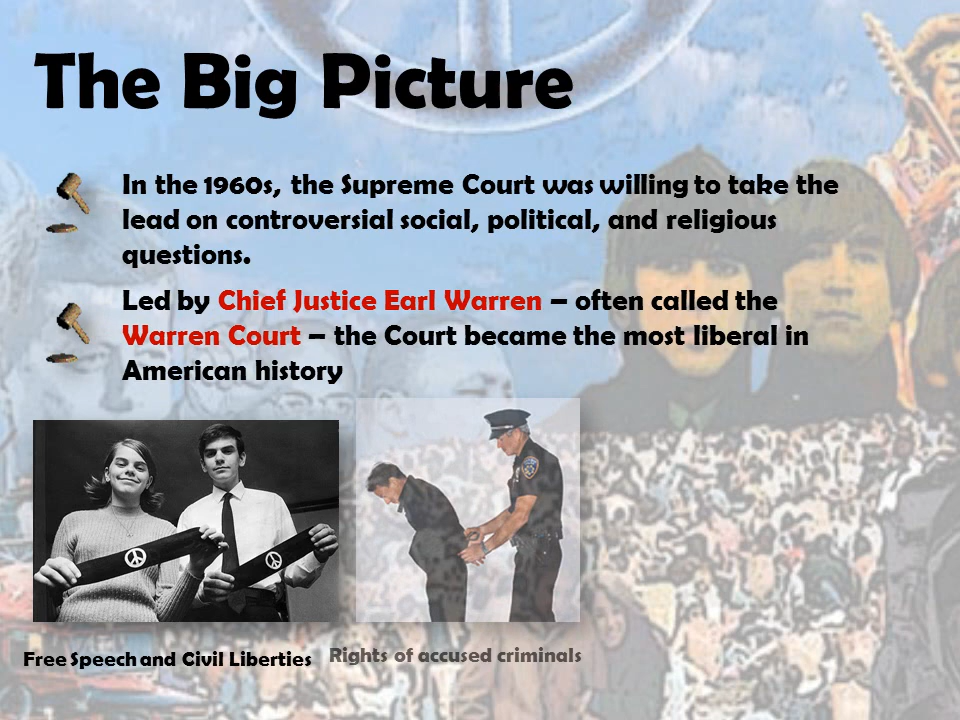 The Big Picture
In the 1960s, the Supreme Court was willing to take the
lead on controversial social, political, and religious
questions.
Led by Chief Justice Earl Warren – often called the
Warren Court – the Court became the most liberal in
American history
Free Speech and Civil Liberties
Rights of accused criminals